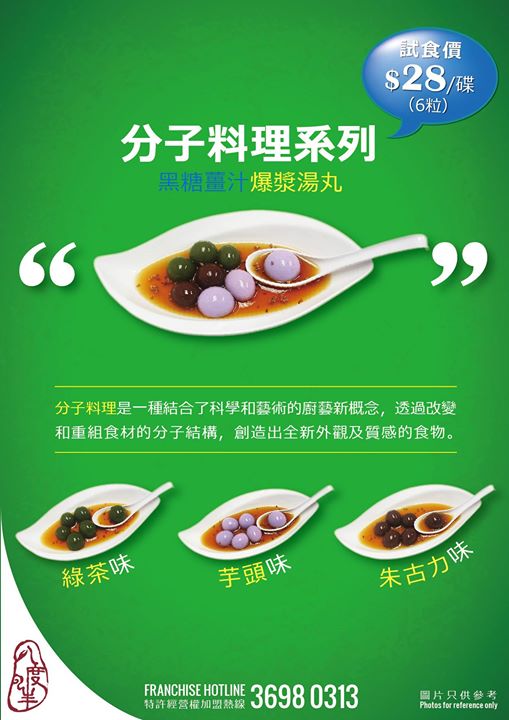 試食價
$28/碟
（6粒）
分子料理系列
黑糖薑汁爆漿湯丸
“ ”
分子料理是一種結合了科學和藝術的廚藝新概念，透過改變
和重組食材的分子結構，創造出全新外觀及質感的食物。
綠茶味
芋頭味
朱古力味
八度半
FRANCHISE HOTLINE
特許經營權加盟熱線
3698 0313
圖片只供參考
Photos for reference only